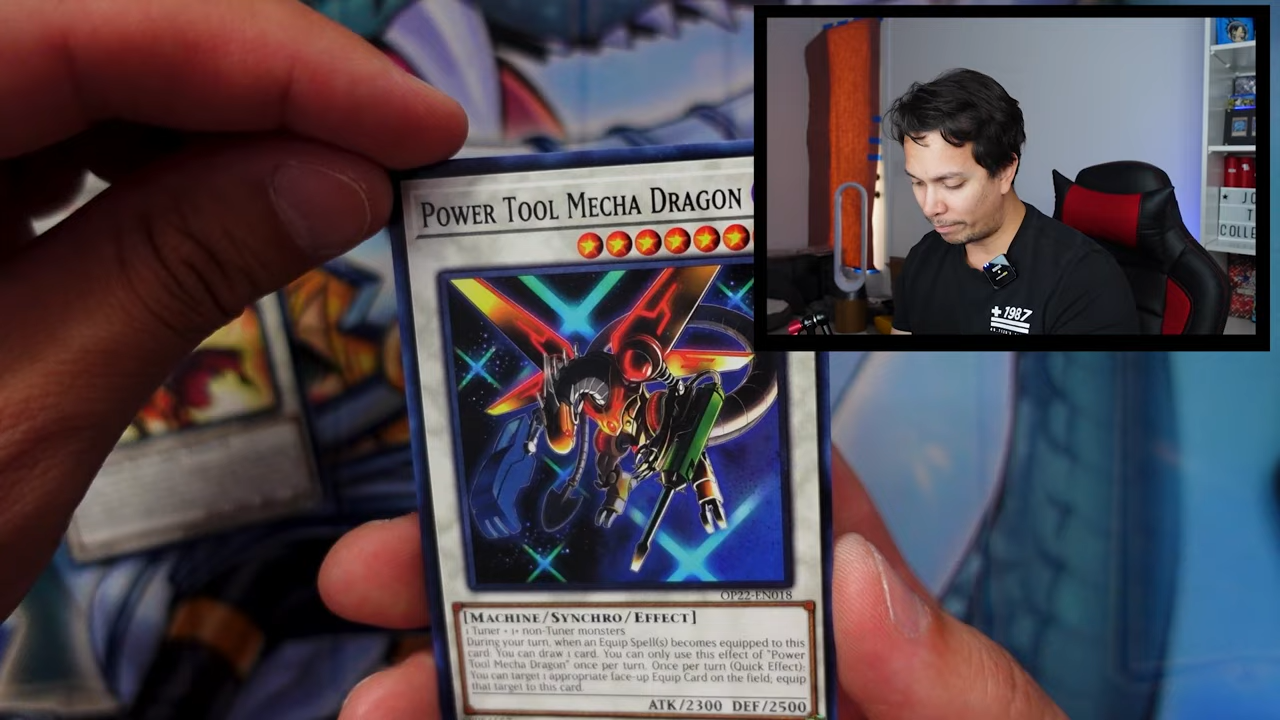 POWER TOOL MECHA DRAGON
OP22-EN018
[MACHINE/SYNCHRO/EFFECT]
1 Tuner + 1+ non-Tuner monsters
During your turn, when an Equip Spell(s) becomes equipped to this
card: You can draw 1 card. You can only use this effect of "Power
Tool Mecha Dragon" once per turn. Once per turn (Quick Effect):
You can target 1 appropriate face-up Equip Card on the field; equip
that target to this card.
ATK/2300 DEF/2500
+1987
JO
T
COLLE